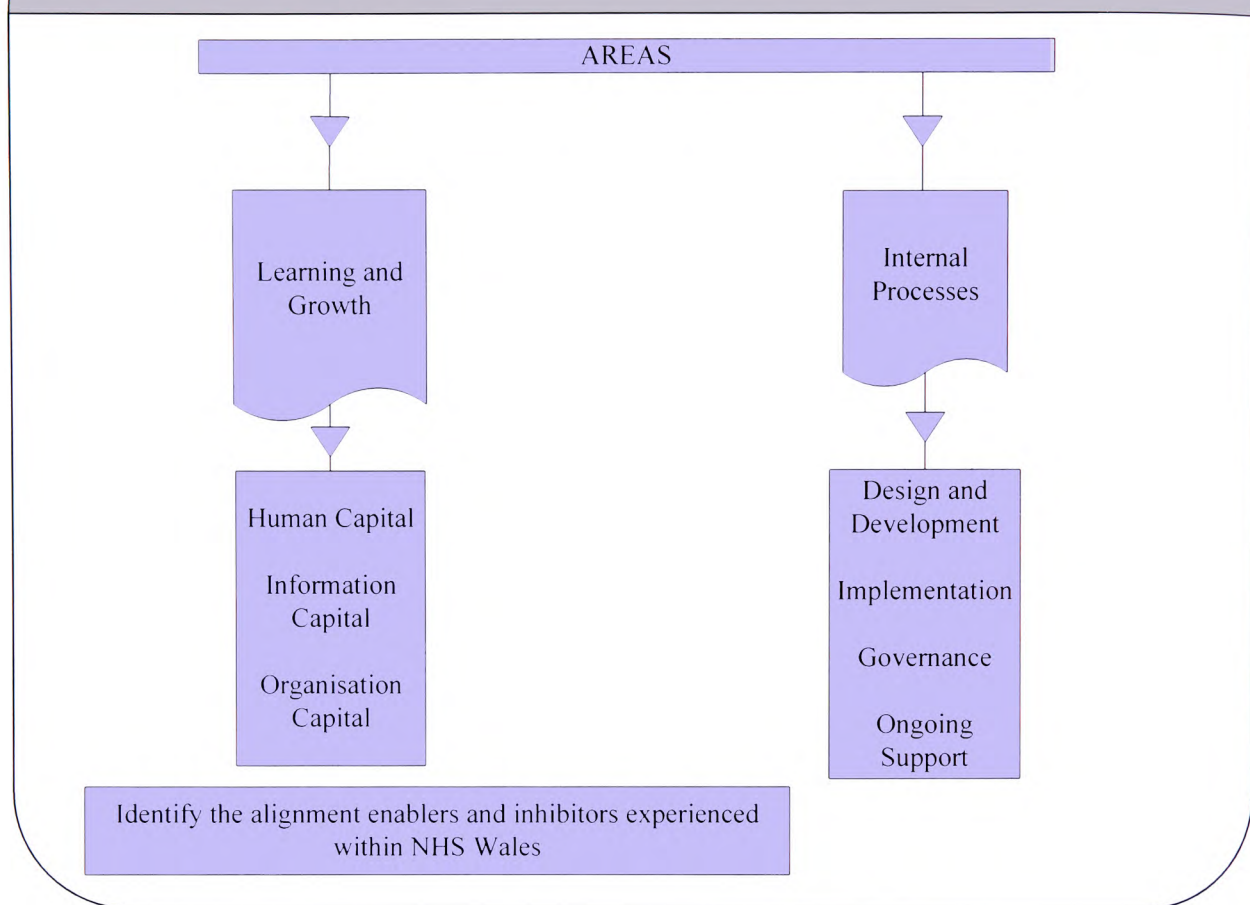 AREAS
Learning and
Growth
Internal
Processes
Human Capital
Information
Capital
Organisation
Capital
Design and
Development
Implementation
Governance
Ongoing
Support
Identify the alignment enablers and inhibitors experienced
within NHS Wales